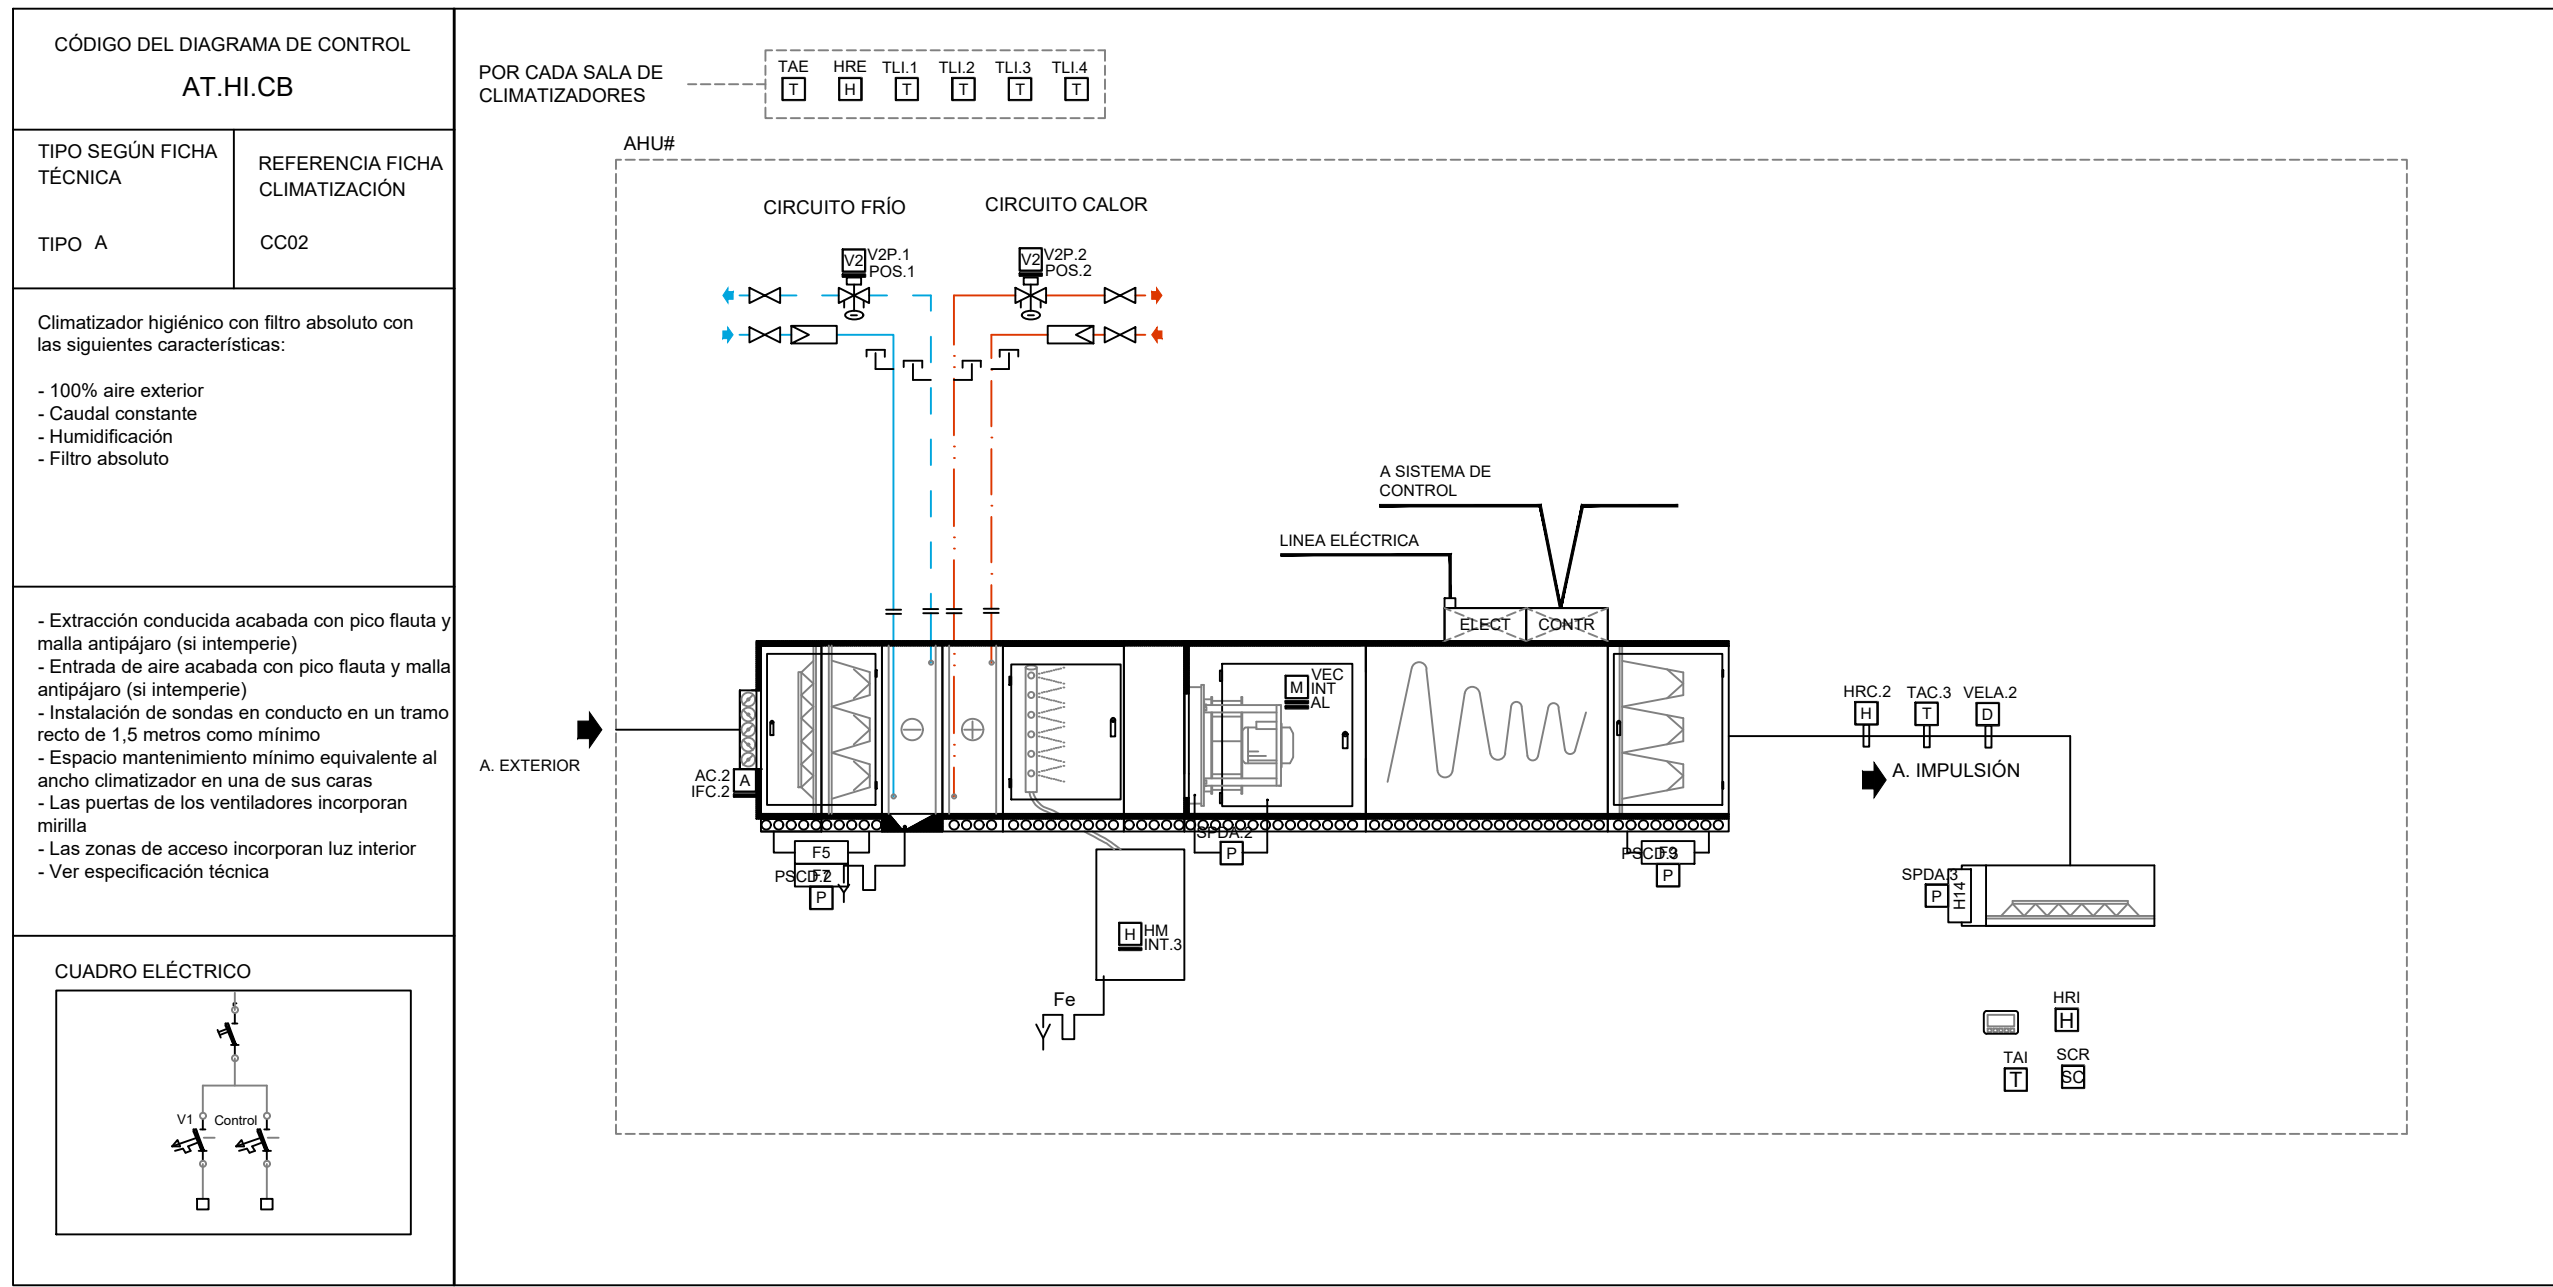 CÓDIGO DEL DIAGRAMA DE CONTROL
AT.HI.CB
TIPO SEGÚN FICHA
TÉCNICA
TIPO A
REFERENCIA FICHA
CLIMATIZACIÓN
CC02
Climatizador higiénico con filtro absoluto con
las siguientes características:
- 100% aire exterior
- Caudal constante
- Humidificación
- Filtro absoluto
- Extracción conducida acabada con pico flauta y
malla antipájaro (si intemperie)
- Entrada de aire acabada con pico flauta y malla
antipájaro (si intemperie)
- Instalación de sondas en conducto en un tramo
recto de 1,5 metros como mínimo
- Espacio mantenimiento mínimo equivalente al
ancho climatizador en una de sus caras
- Las puertas de los ventiladores incorporan
mirilla
- Las zonas de acceso incorporan luz interior
- Ver especificación técnica
CUADRO ELÉCTRICO
V1 Control
POR CADA SALA DE
CLIMATIZADORES
TAE HRE TLI.1 TLI.2 TLI.3 TLI.4
T H T T T T
AHU#
CIRCUITO FRÍO
CIRCUITO CALOR
V2 V2P.1
POS.1
V2 V2P.2
POS.2
A SISTEMA DE
CONTROL
LINEA ELÉCTRICA
ELECT CONTR
A. EXTERIOR
AC.2
IFC.2
A
M
VEC
INT
AL
HRC.2 TAC.3 VELA.2
H T D
A. IMPULSIÓN
F5
F7
PSCD.2
P
SPDA.2
P
F9
PSCD.3
P
H HM
INT.3
Fe
SPDA.3
P
H14
HRI
H
TAI
T
SCR
SC